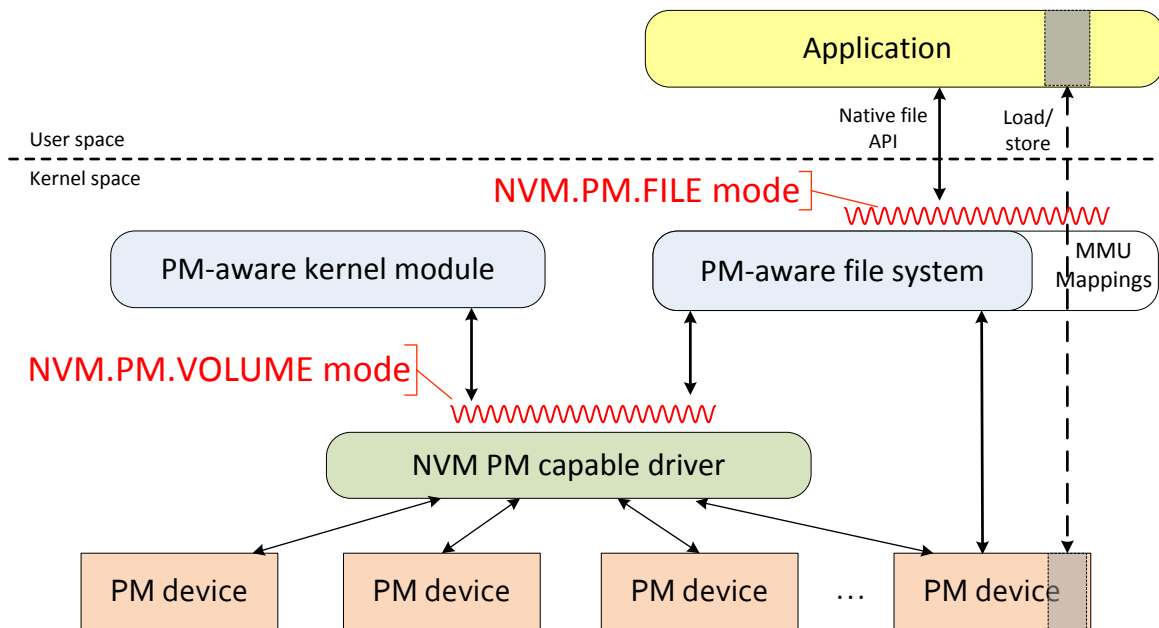 Application
Native file
API
Load/
store
User space
Kernel space
NVM.PM.FILE mode
PM-aware kernel module
PM-aware file system
MMU
Mappings
NVM.PM.VOLUME mode
NVM PM capable driver
PM device
PM device
PM device
...
PM device